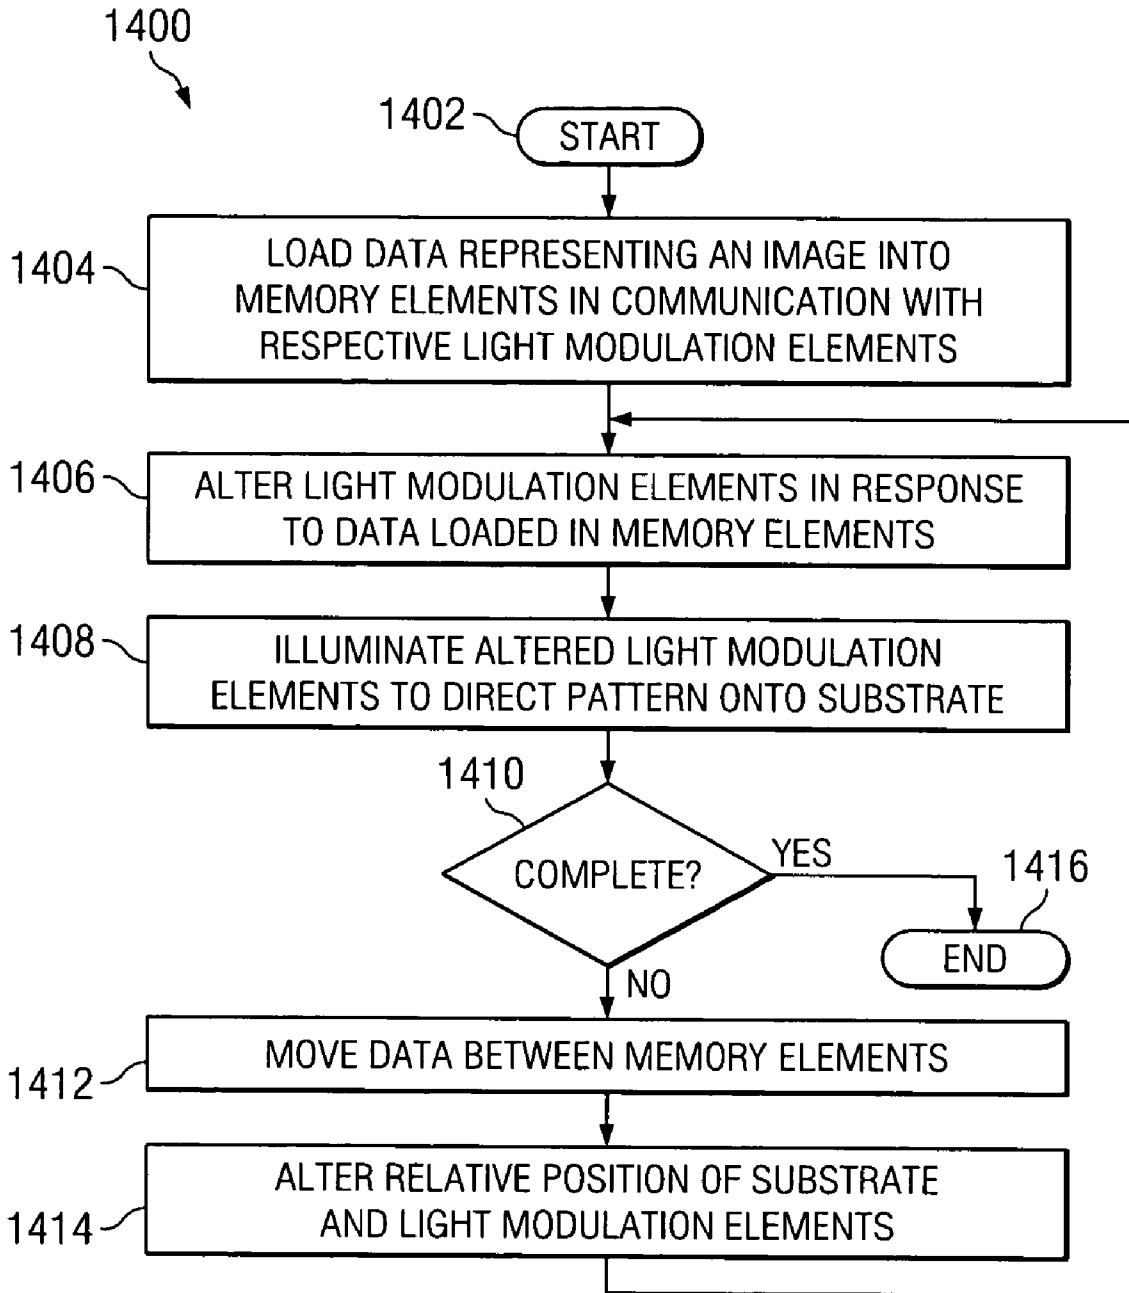 1400
1402
START
1404
LOAD DATA REPRESENTING AN IMAGE INTO
MEMORY ELEMENTS IN COMMUNICATION WITH
RESPECTIVE LIGHT MODULATION ELEMENTS
1406
ALTER LIGHT MODULATION ELEMENTS IN RESPONSE
TO DATA LOADED IN MEMORY ELEMENTS
1408
ILLUMINATE ALTERED LIGHT MODULATION
ELEMENTS TO DIRECT PATTERN ONTO SUBSTRATE
1410
COMPLETE?
YES
1416
END
NO
1412
MOVE DATA BETWEEN MEMORY ELEMENTS
1414
ALTER RELATIVE POSITION OF SUBSTRATE
AND LIGHT MODULATION ELEMENTS